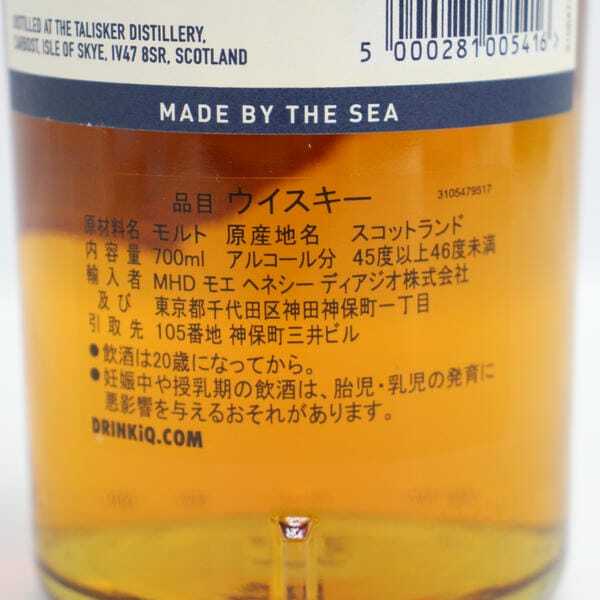 DISTILLED AT THE TALISKER DISTILLERY,
CARBOST, ISLE OF SKYE, IV47 8SR, SCOTLAND
5 000281 005416 >
MADE BY THE SEA
3105479517
品目 ウイスキー
原材料名 モルト 原産地名 スコットランド
内容量 700ml アルコール分 45度以上46度未満
輸入者 MHD モエ ヘネシー ディアジオ株式会社
及び 東京都千代田区神田神保町一丁目
引取先 105番地 神保町三井ビル
●飲酒は20歳になってから。
●妊娠中や授乳期の飲酒は、胎児・乳児の発育に
悪影響を与えるおそれがあります。
DRINKiQ.COM